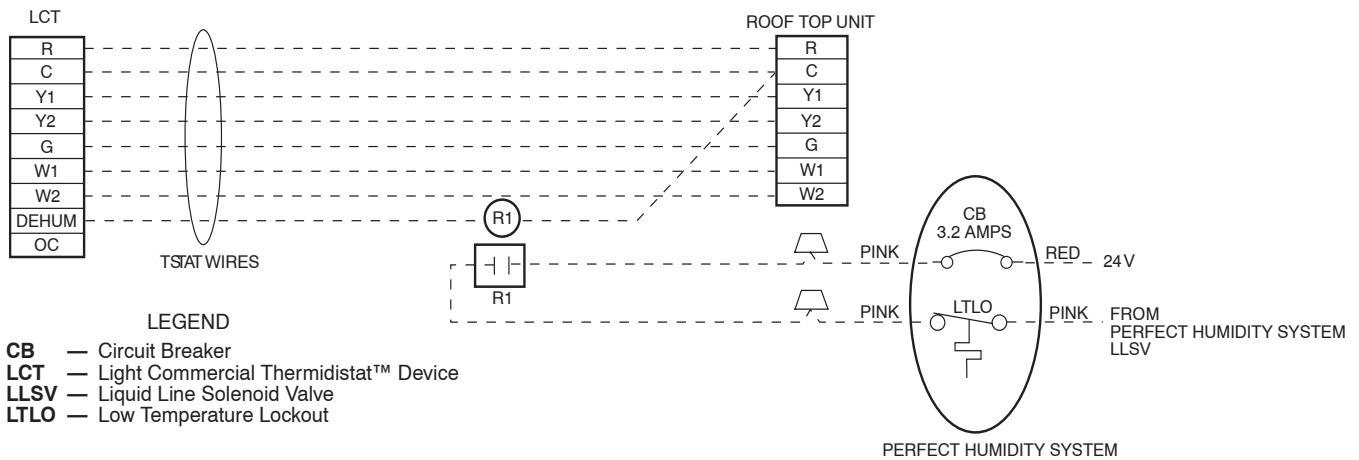 LCT
R
C
Y1
Y2
G
W1
W2
DEHUM
OC
TSTAT WIRES
ROOF TOP UNIT
R
C
Y1
Y2
G
W1
W2
R1
R1
PINK
CB
3.2 AMPS
RED
24V
PINK
LTLO
PINK
FROM
PERFECT HUMIDITY SYSTEM
LLSV
PERFECT HUMIDITY SYSTEM
LEGEND
CB — Circuit Breaker
LCT — Light Commercial Thermidistat™ Device
LLSV — Liquid Line Solenoid Valve
LTLO — Low Temperature Lockout